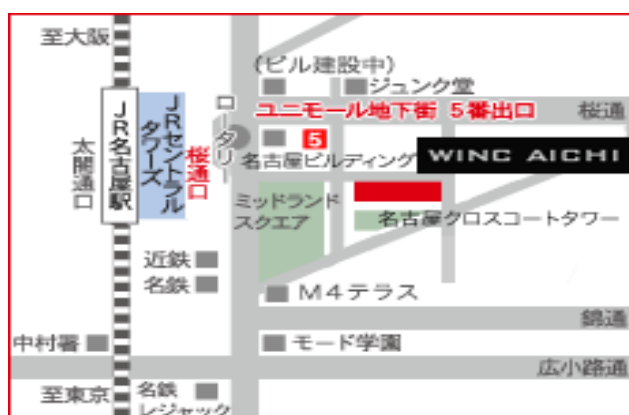 至大阪
(ビル建設中)
ジュンク堂
ユニモール地下街 5番出口
桜通
5
名古屋ビルディング
WINC AICHI
ロータリー
桜通口
JRセントラル
タワーズ
JR名古屋駅
太閤通口
ミッドランド
スクエア
名古屋クロスコートタワー
近鉄
名鉄
M4テラス
錦通
中村署
モード学園
広小路通
至東京
名鉄
レジャック